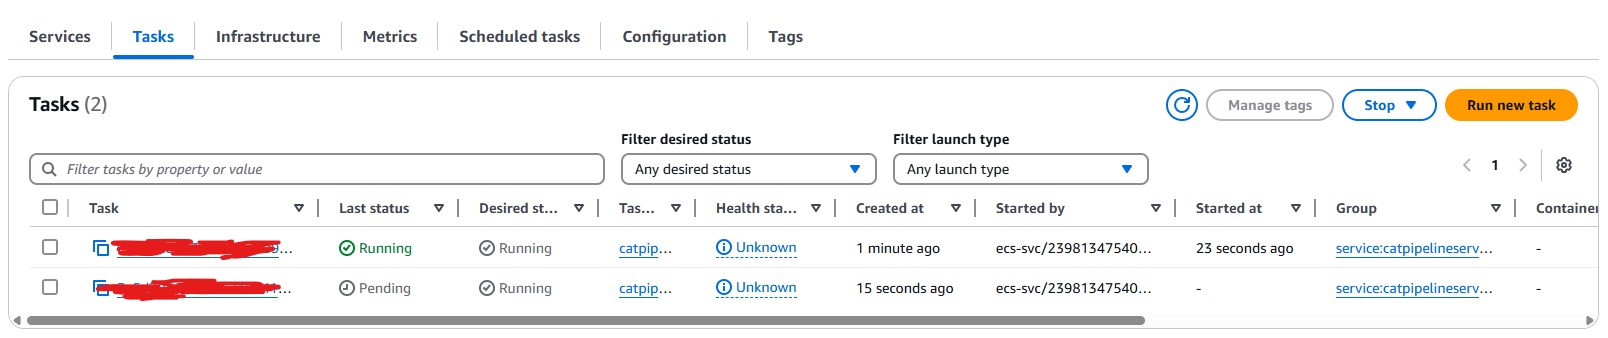 Services Tasks Infrastructure Metrics Scheduled tasks Configuration Tags
Tasks (2)
Manage tags Stop Run new task
Filter desired status Filter launch type
Filter tasks by property or value Any desired status Any launch type 1
Task Last status Desired st... Tas... Health sta... Created at Started by Started at Group Container
... Running Running catpip... Unknown 1 minute ago ecs-svc/23981347540... 23 seconds ago service:catpipelineserv... -
... Pending Running catpip... Unknown 15 seconds ago ecs-svc/23981347540... - service:catpipelineserv... -